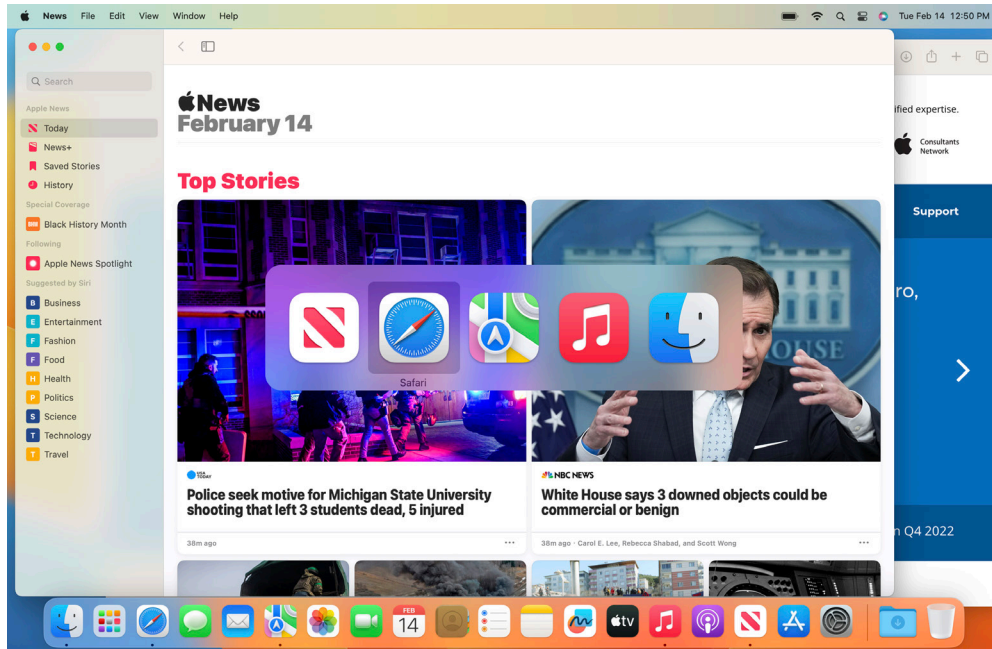 News File Edit View Window Help
Tue Feb 14 12:50 PM
Search
Apple News
Today
News+
Saved Stories
History
Special Coverage
Black History Month
Following
Apple News Spotlight
Suggested by Siri
B Business
E Entertainment
F Fashion
F Food
H Health
P Politics
S Science
T Technology
T Travel
News
February 14
Top Stories
OUSE
Safari
USA
TODAY
Police seek motive for Michigan State University
shooting that left 3 students dead, 5 injured
38m ago
NBC NEWS
White House says 3 downed objects could be
commercial or benign
38m ago · Carol E. Lee, Rebecca Shabad, and Scott Wong
ified expertise.
Consultants
Network
Support
ro,
n Q4 2022
FEB
14
tv